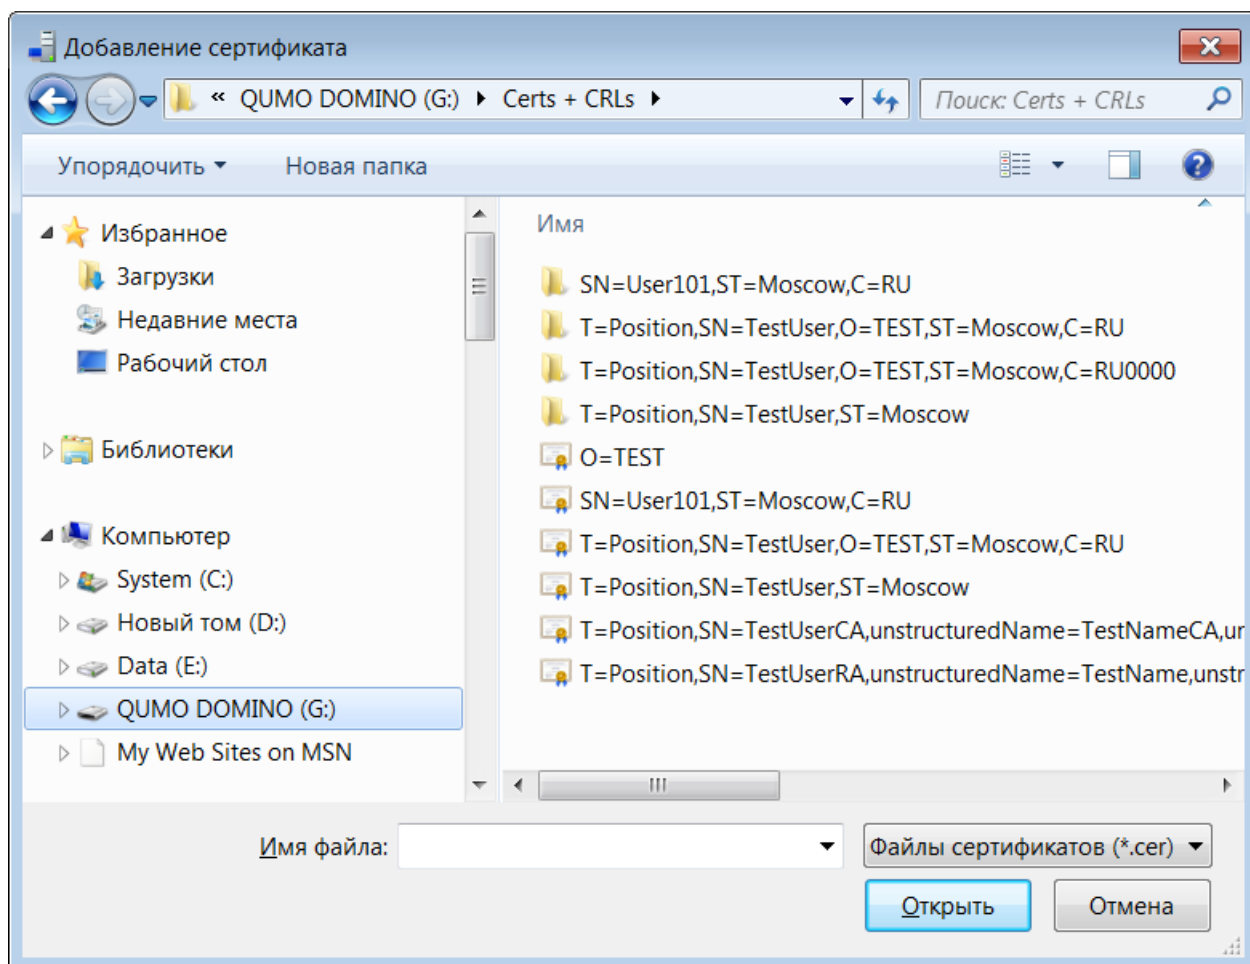 Добавление сертификата
« QUMO DOMINO (G:) Certs + CRLs
Поиск: Certs + CRLs
Упорядочить Новая папка
Избранное
Загрузки
Недавние места
Рабочий стол
Библиотеки
Компьютер
System (C:)
Новый том (D:)
Data (E:)
QUMO DOMINO (G:)
My Web Sites on MSN
Имя
SN=User101,ST=Moscow,C=RU
T=Position,SN=TestUser,O=TEST,ST=Moscow,C=RU
T=Position,SN=TestUser,O=TEST,ST=Moscow,C=RU0000
T=Position,SN=TestUser,ST=Moscow
O=TEST
SN=User101,ST=Moscow,C=RU
T=Position,SN=TestUser,O=TEST,ST=Moscow,C=RU
T=Position,SN=TestUser,ST=Moscow
T=Position,SN=TestUserCA,unstructuredName=TestNameCA,ur
T=Position,SN=TestUserRA,unstructuredName=TestName,unstr
Имя файла:
Файлы сертификатов (*.cer)
Открыть
Отмена